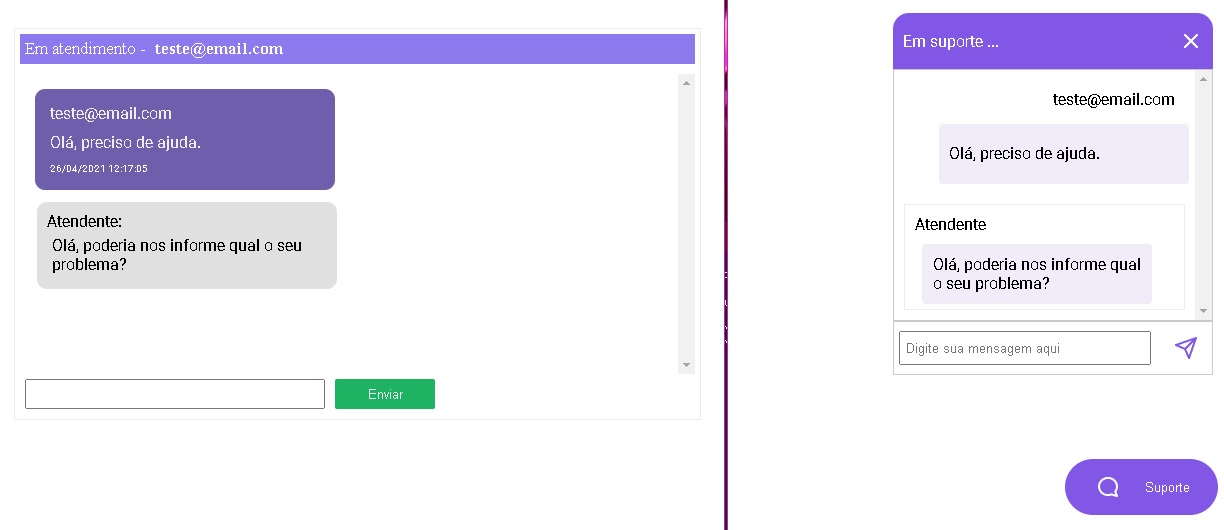 Em atendimento - teste@email.com
teste@email.com
Olá, preciso de ajuda.
26/04/2021 12:17:05
Atendente:
Olá, poderia nos informe qual o seu
problema?
Enviar
Em suporte ...
teste@email.com
Olá, preciso de ajuda.
Atendente
Olá, poderia nos informe qual
o seu problema?
Digite sua mensagem aqui
Suporte